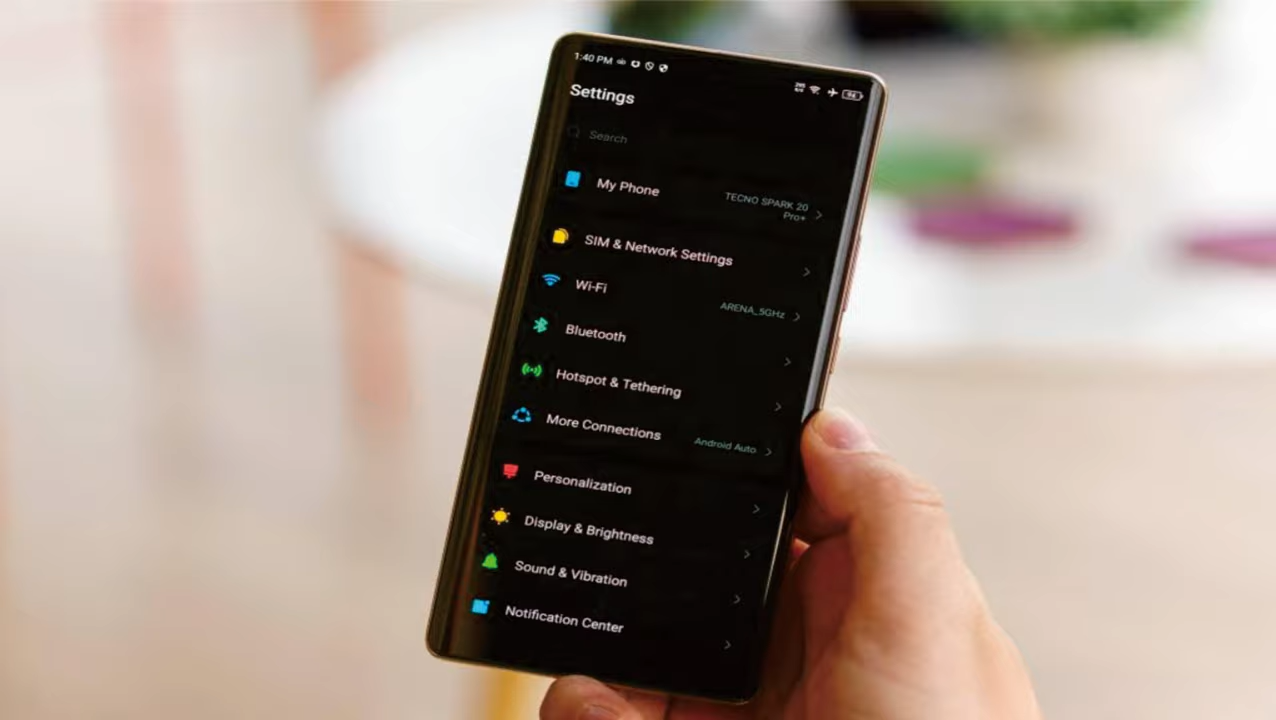 1:40 PM
Settings
Search
My Phone
TECNO SPARK 20
Pro+
SIM & Network Settings
Wi-Fi
ARENA_5GHz
Bluetooth
Hotspot & Tethering
More Connections
Android Auto
Personalization
Display & Brightness
Sound & Vibration
Notification Center